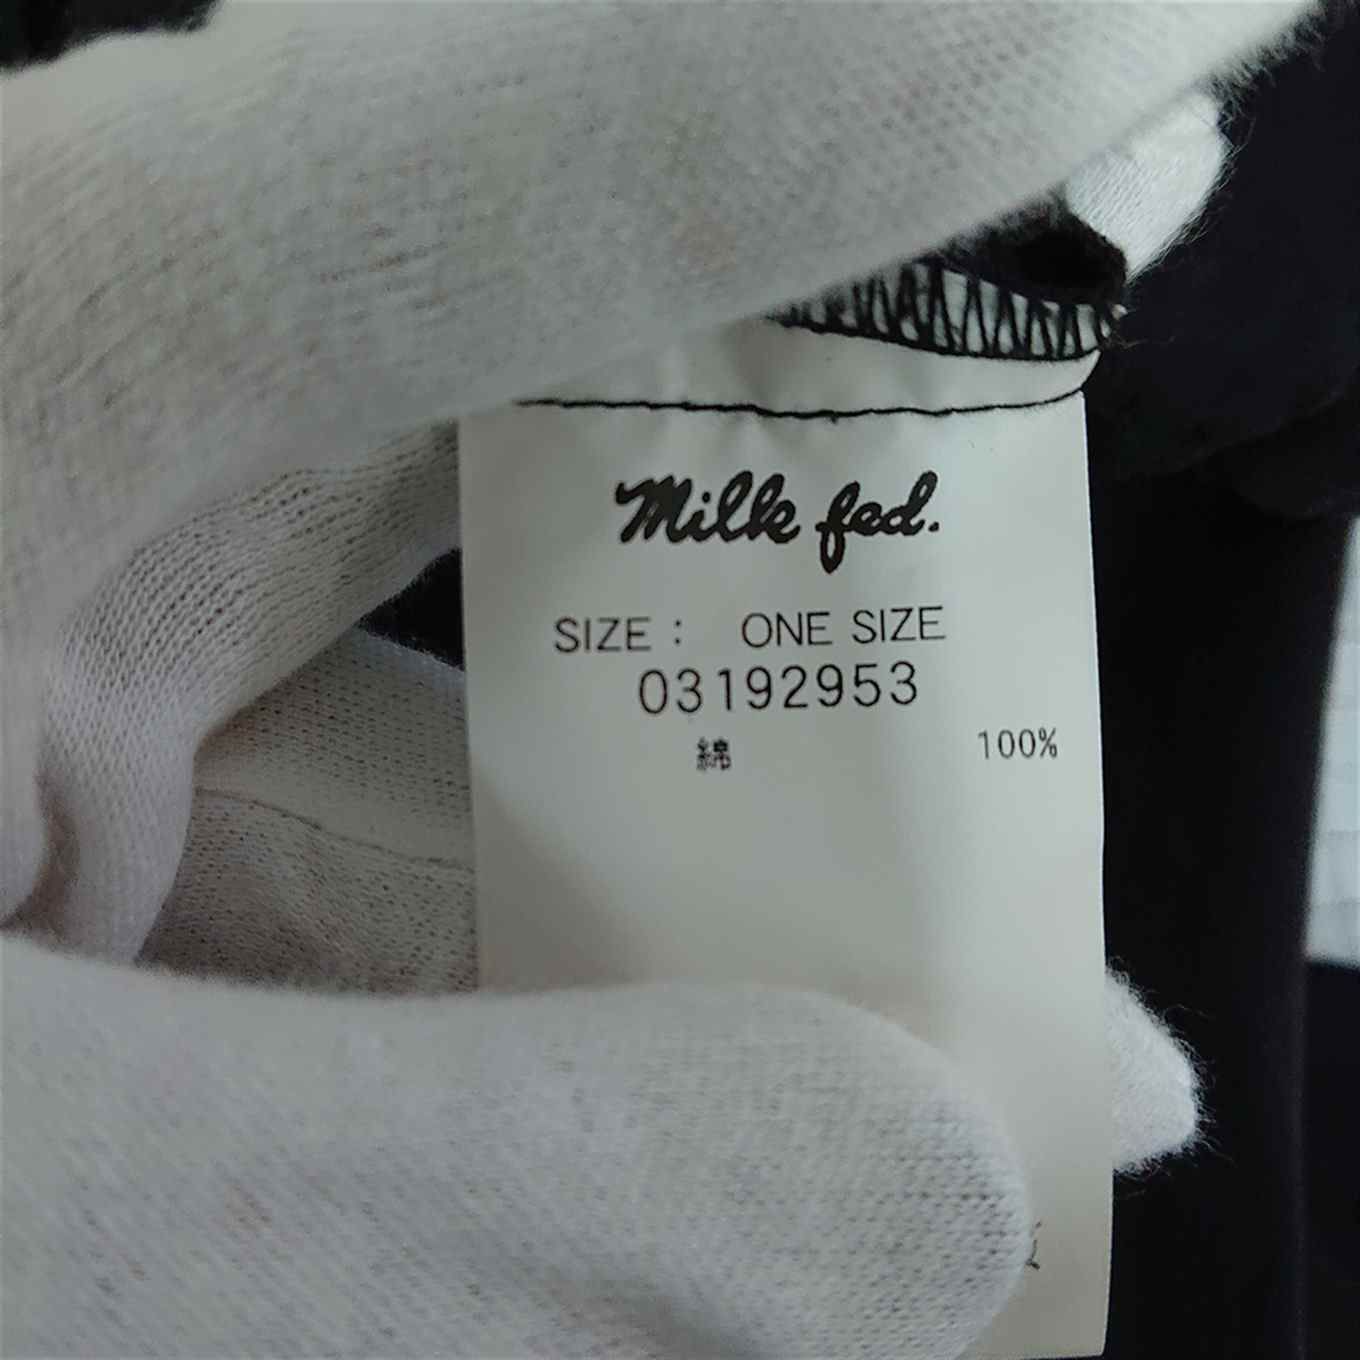 Milk fed.
SIZE : ONE SIZE
03192953
綿 100%